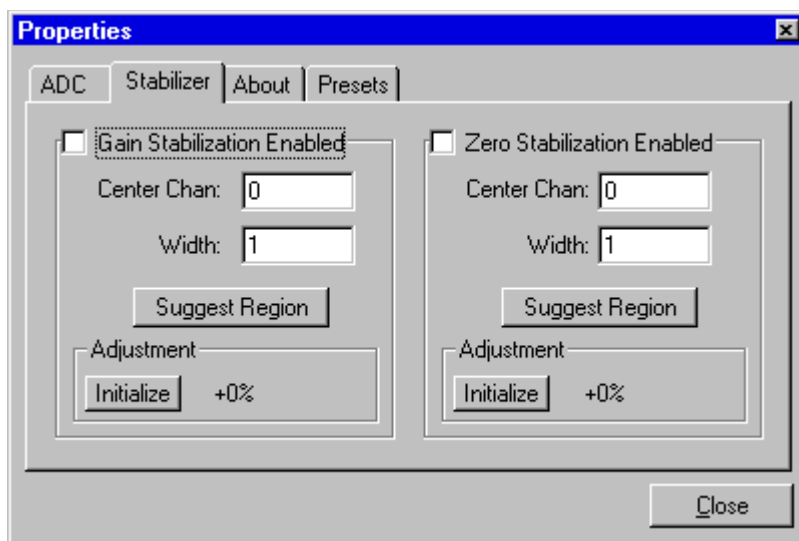 Properties
ADC Stabilizer About Presets
Gain Stabilization Enabled
Center Chan: 0
Width: 1
Suggest Region
Adjustment
Initialize +0%
Zero Stabilization Enabled
Center Chan: 0
Width: 1
Suggest Region
Adjustment
Initialize +0%
Close